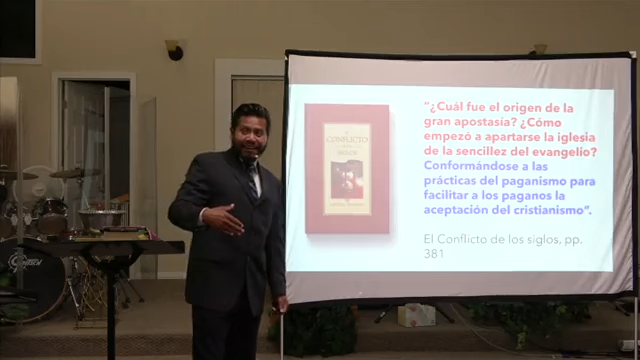 “¿Cuál fue el origen de la
gran apostasía? ¿Cómo
empezó a apartarse la iglesia
de la sencillez del evangelio?
Conformándose a las
prácticas del paganismo para
facilitar a los paganos la
aceptación del cristianismo”.
El Conflicto de los siglos, pp.
381
CONFLICTO